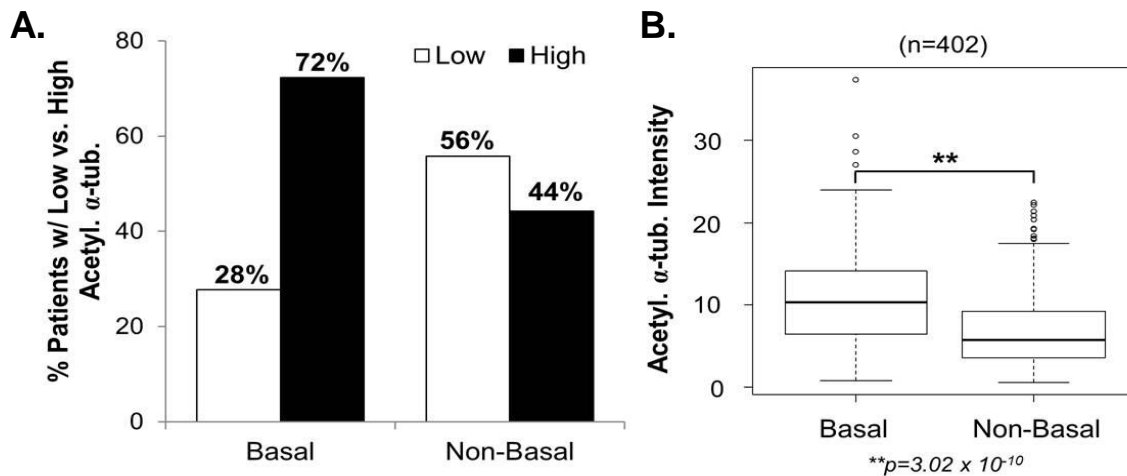 A.
% Patients w/ Low vs. High
Acetyl. α-tub.
80
60
40
20
0
Low High
28%
72%
56%
44%
Basal Non-Basal
B.
(n=402)
Acetyl. α-tub. Intensity
30
20
10
0
**
Basal Non-Basal
**p=3.02 x 10⁻¹⁰